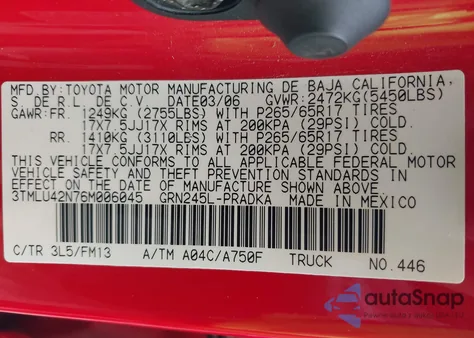 MFD. BY:TOYOTA MOTOR MANUFACTURING DE BAJA CALIFORNIA,
S. DE R.L. DE C.V. DATE03/06 GVWR:2472KG(5450LBS)
GAWR:FR. 1249KG (2755LBS) WITH P265/65R17 TIRES
17X7.5JJ17X RIMS AT 200KPA (29PSI) COLD.
RR. 1410KG (3110LBS) WITH P265/65R17 TIRES
17X7.5JJ17X RIMS AT 200KPA (29PSI) COLD.
THIS VEHICLE CONFORMS TO ALL APPLICABLE FEDERAL MOTOR
VEHICLE SAFETY AND THEFT PREVENTION STANDARDS IN
EFFECT ON THE DATE OF MANUFACTURE SHOWN ABOVE.
3TMLU42N76M006045 GRN245L-PRADKA MADE IN MEXICO
C/TR 3L5/FM13 A/TM A04C/A750F TRUCK NO.446
autoSnap